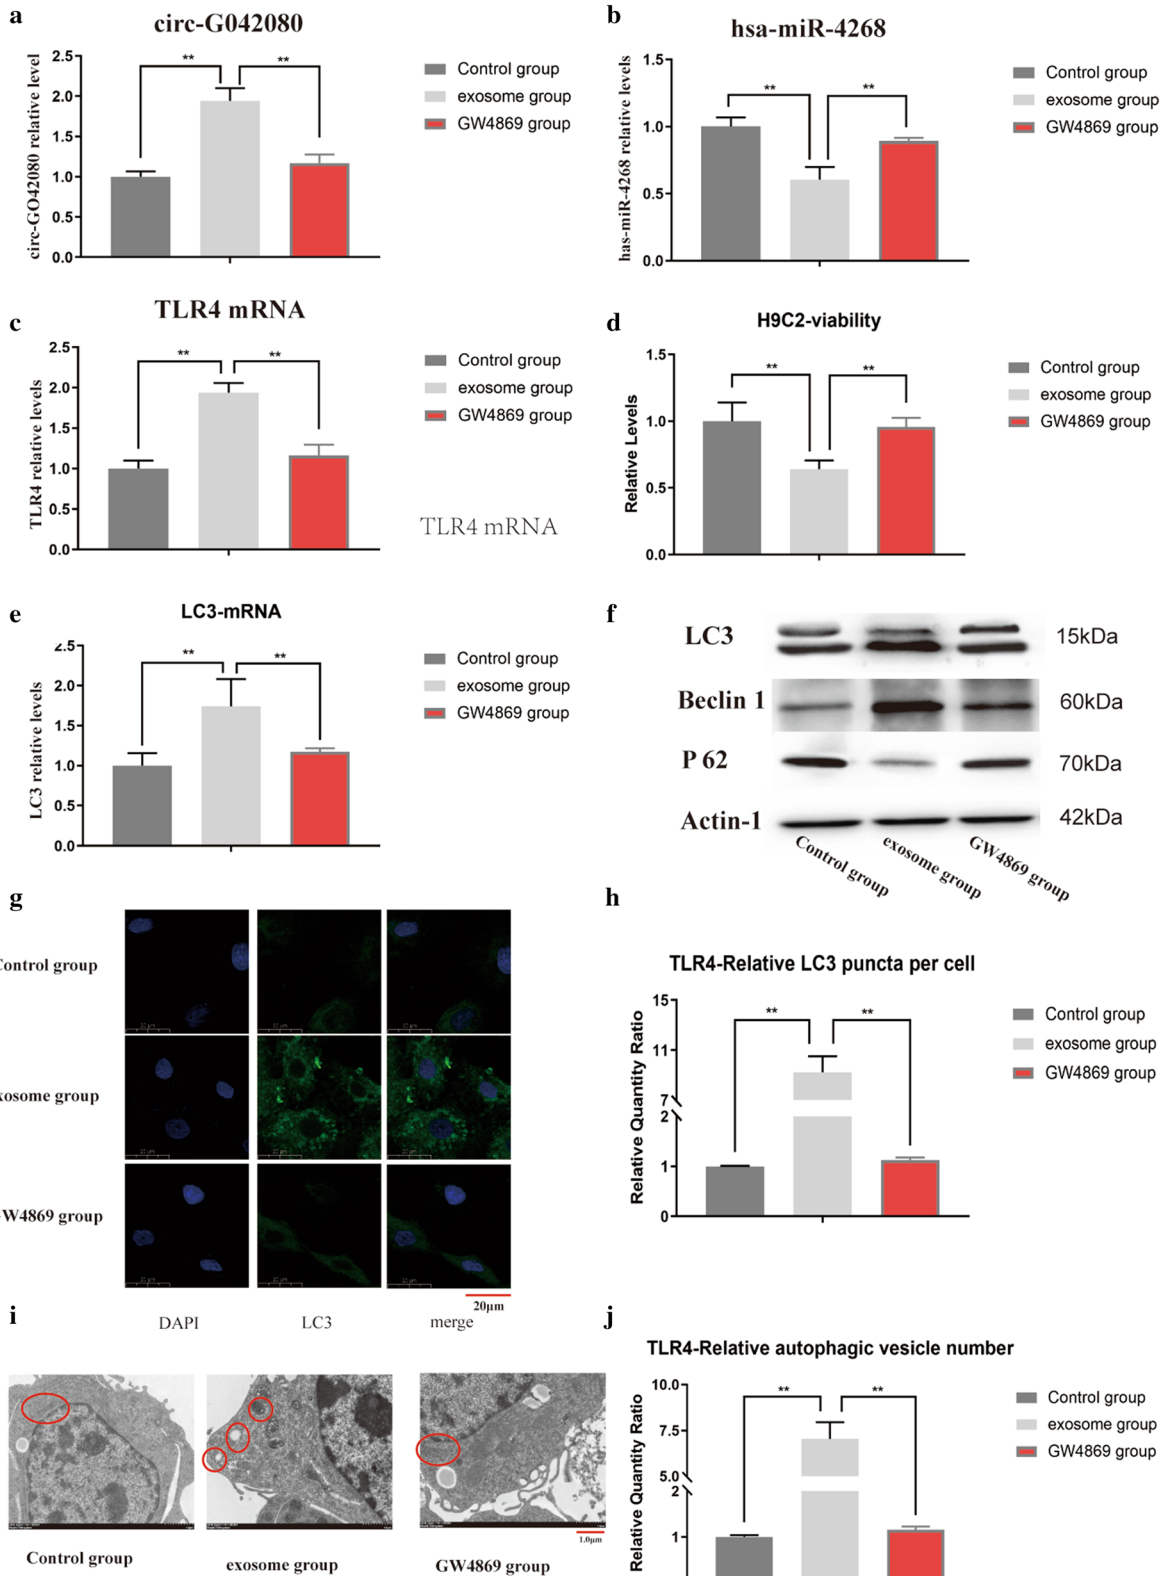 a
circ-G042080
circ-GO42080 relative level
2.5
2.0
1.5
1.0
0.5
0.0
**
**
Control group
exosome group
GW4869 group
b
hsa-miR-4268
has-miR-4268 relative levels
1.5
1.0
0.5
0.0
**
**
Control group
exosome group
GW4869 group
c
TLR4 mRNA
TLR4 relative levels
2.5
2.0
1.5
1.0
0.5
0.0
**
**
Control group
exosome group
GW4869 group
TLR4 mRNA
d
H9C2-viability
Relative Levels
1.5
1.0
0.5
0.0
**
**
Control group
exosome group
GW4869 group
e
LC3-mRNA
LC3 relative levels
2.5
2.0
1.5
1.0
0.5
0.0
**
**
Control group
exosome group
GW4869 group
f
LC3 15kDa
Beclin 1 60kDa
P 62 70kDa
Actin-1 42kDa
Control group
exosome group
GW4869 group
g
Control group
xosome group
W4869 group
20μm
DAPI LC3 merge
h
TLR4-Relative LC3 puncta per cell
Relative Quantity Ratio
15
11
7
2
1
0
**
**
Control group
exosome group
GW4869 group
i
1.0μm
Control group
exosome group
GW4869 group
j
TLR4-Relative autophagic vesicle number
Relative Quantity Ratio
10.0
7.5
5.0
2
1
**
**
Control group
exosome group
GW4869 group